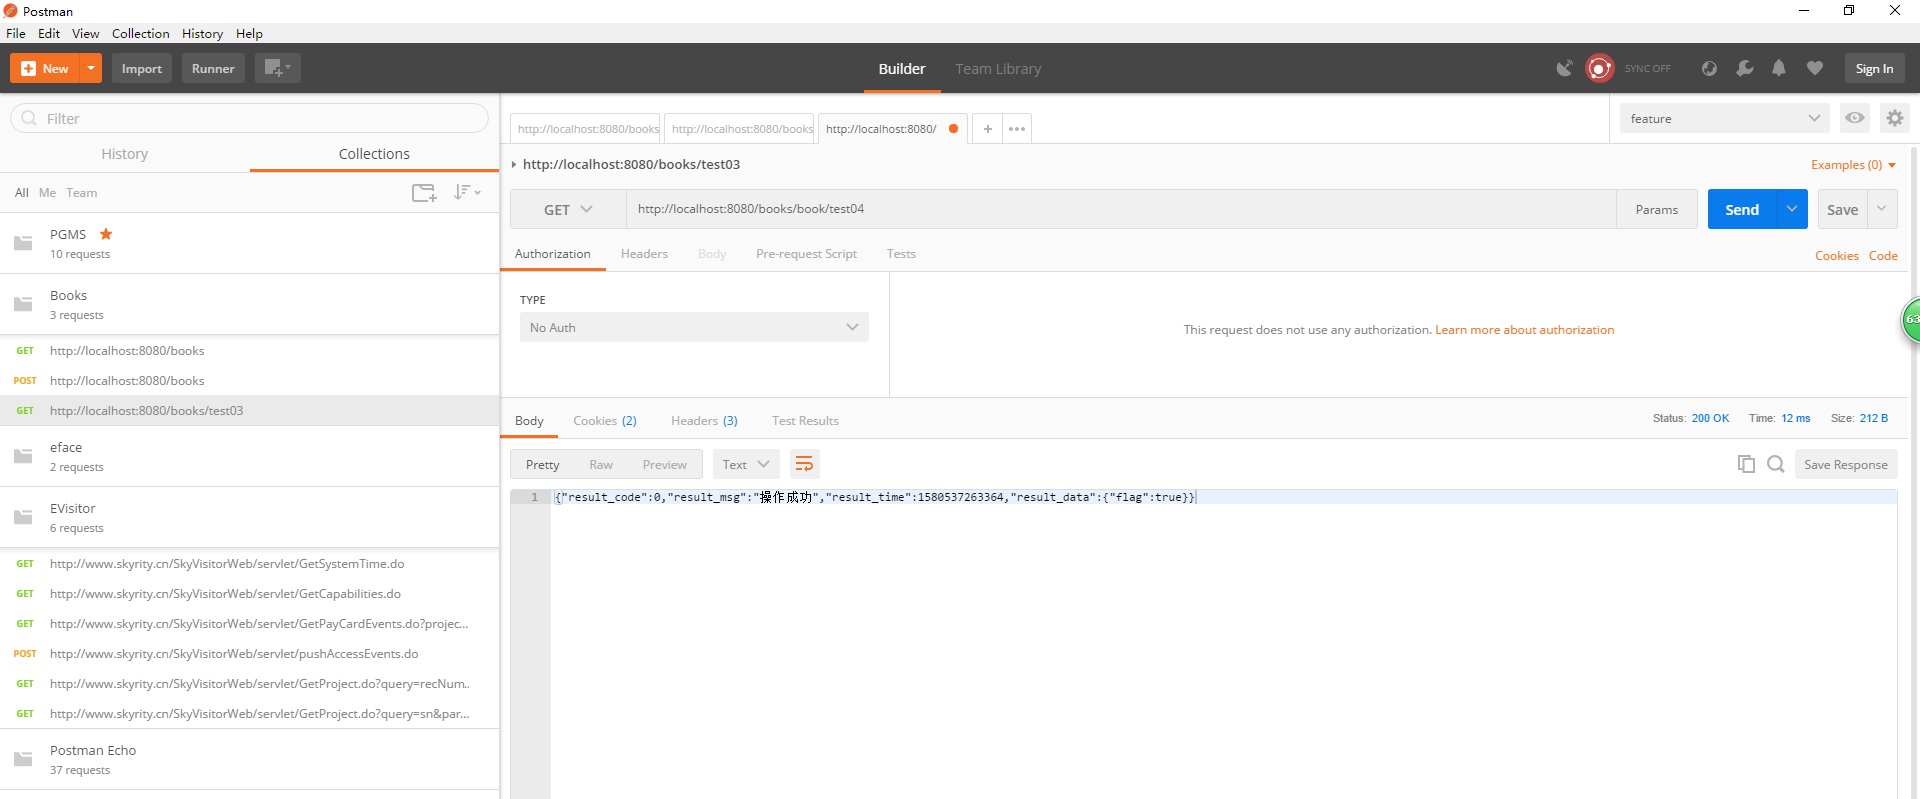 Postman
File Edit View Collection History Help
New Import Runner Builder Team Library SYNC OFF Sign In
Filter
History Collections
All Me Team
PGMS
10 requests
Books
3 requests
GET http://localhost:8080/books
POST http://localhost:8080/books
GET http://localhost:8080/books/test03
eface
2 requests
EVisitor
6 requests
GET http://www.skyrity.cn/SkyVisitorWeb/servlet/GetSystemTime.do
GET http://www.skyrity.cn/SkyVisitorWeb/servlet/GetCapabilities.do
GET http://www.skyrity.cn/SkyVisitorWeb/servlet/GetPayCardEvents.do?projec...
POST http://www.skyrity.cn/SkyVisitorWeb/servlet/pushAccessEvents.do
GET http://www.skyrity.cn/SkyVisitorWeb/servlet/GetProject.do?query=recNum..
GET http://www.skyrity.cn/SkyVisitorWeb/servlet/GetProject.do?query=sn&par...
Postman Echo
37 requests
http://localhost:8080/books http://localhost:8080/books http://localhost:8080/
feature
http://localhost:8080/books/test03 Examples (0)
GET http://localhost:8080/books/book/test04 Params Send Save
Authorization Headers Body Pre-request Script Tests Cookies Code
TYPE
No Auth
This request does not use any authorization. Learn more about authorization
63
Body Cookies (2) Headers (3) Test Results Status: 200 OK Time: 12 ms Size: 212 B
Pretty Raw Preview Text Save Response
1 {"result_code":0,"result_msg":"操作成功","result_time":1580537263364,"result_data":{"flag":true}}